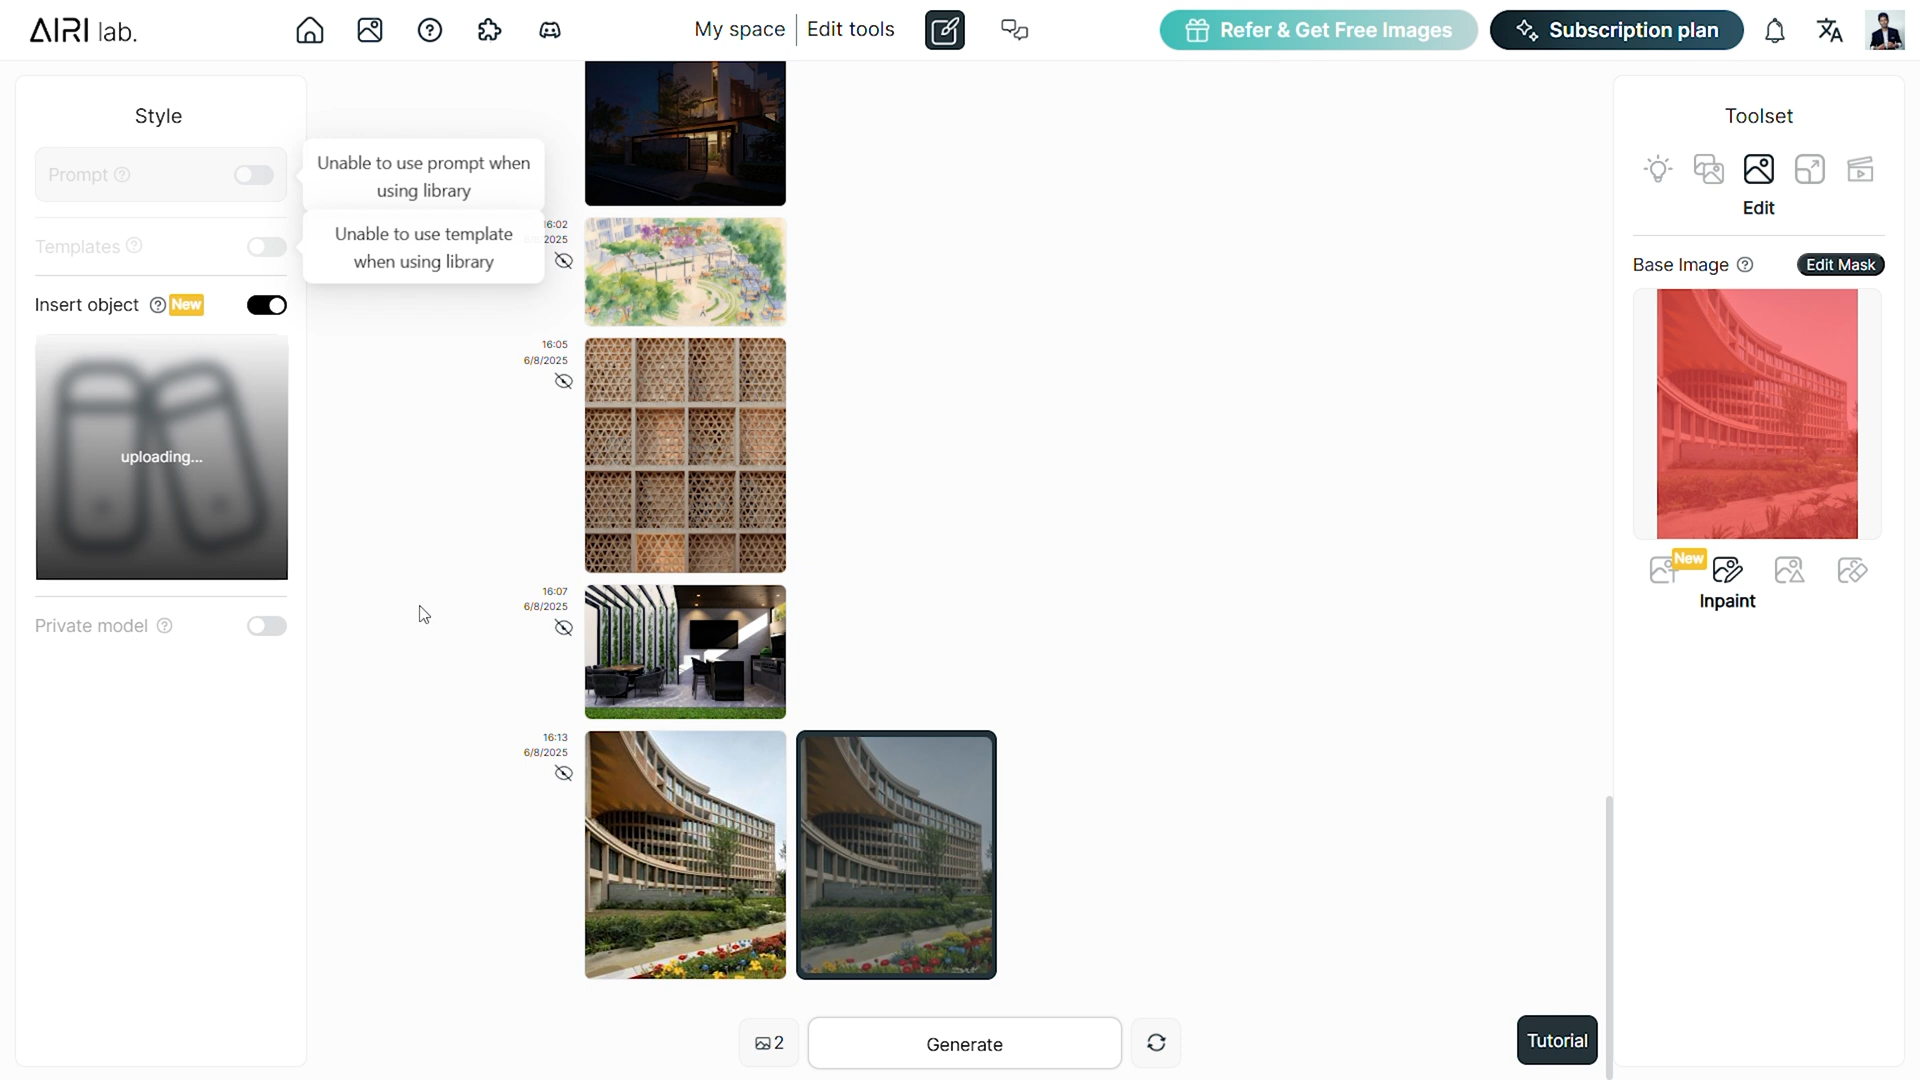 AIRI lab.
My space
Edit tools
Refer & Get Free Images
Subscription plan
Style
Prompt
Unable to use prompt when
using library
Templates
Unable to use template
when using library
Insert object
New
uploading...
Private model
16:02
2025
16:05
6/8/2025
16:07
6/8/2025
16:13
6/8/2025
2
Generate
Tutorial
Toolset
Edit
Base Image
Edit Mask
New
Inpaint